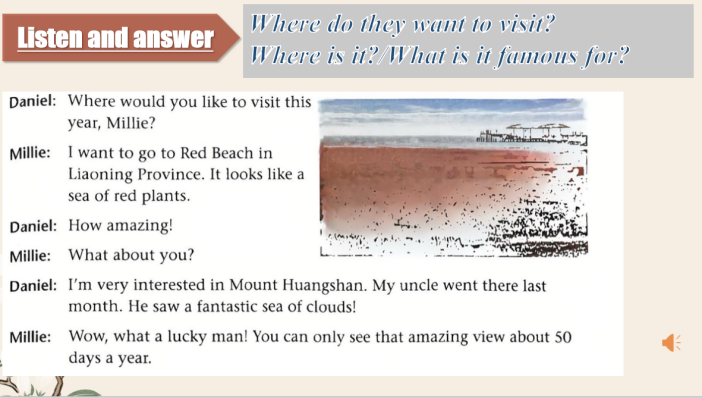 Listen and answer
Where do they want to visit?
Where is it?/What is it famous for?
Daniel: Where would you like to visit this
year, Millie?
Millie: I want to go to Red Beach in
Liaoning Province. It looks like a
sea of red plants.
Daniel: How amazing!
Millie: What about you?
Daniel: I'm very interested in Mount Huangshan. My uncle went there last
month. He saw a fantastic sea of clouds!
Millie: Wow, what a lucky man! You can only see that amazing view about 50
days a year.